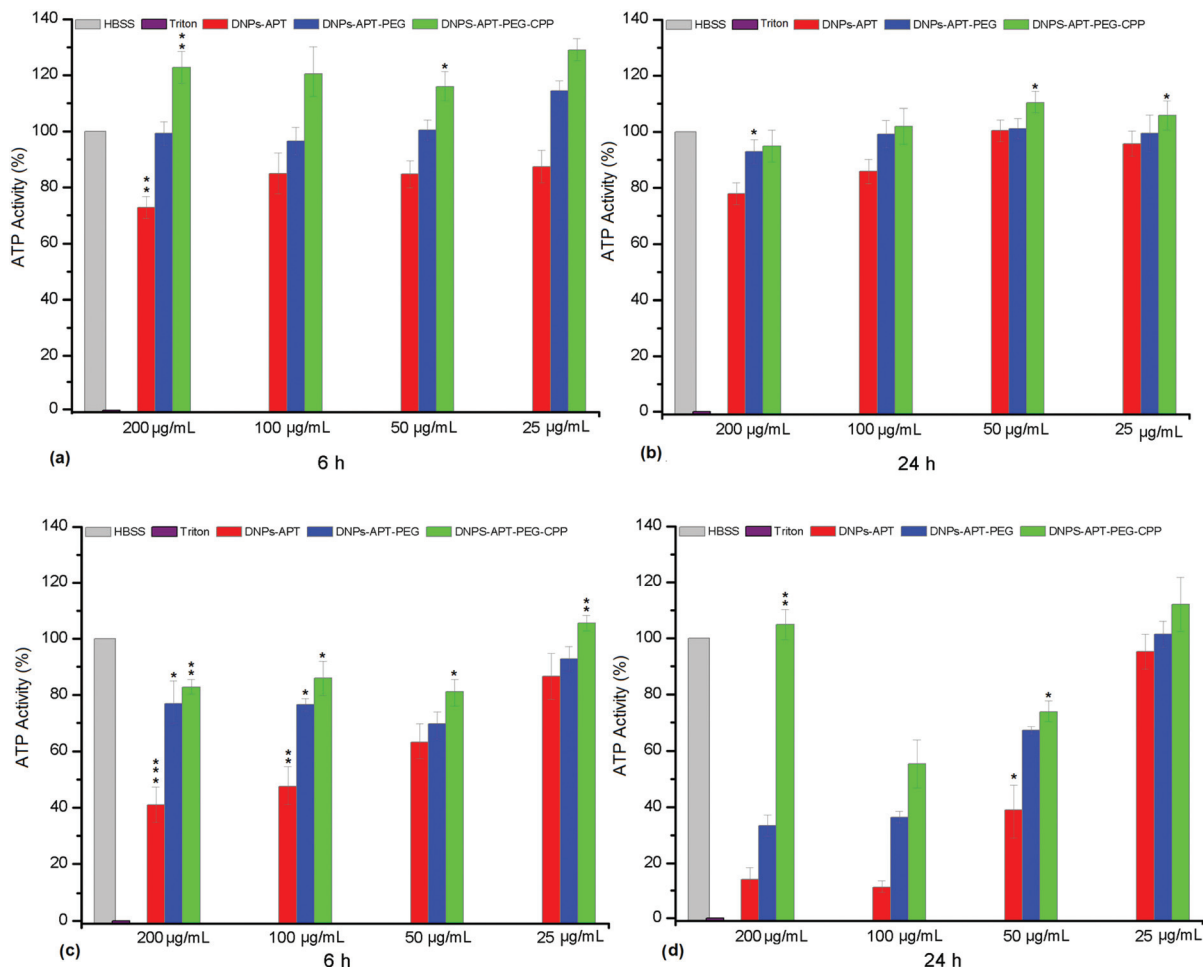 HBSS Triton DNPs-APT DNPs-APT-PEG DNPS-APT-PEG-CPP
ATP Activity (%)
140
120
100
80
60
40
20
0
** ** *
200 µg/mL 100 µg/mL 50 µg/mL 25 µg/mL
(a) 6 h
HBSS Triton DNPs-APT DNPs-APT-PEG DNPS-APT-PEG-CPP
ATP Activity (%)
140
120
100
80
60
40
20
0
* * *
200 µg/mL 100 µg/mL 50 µg/mL 25 µg/mL
(b) 24 h
HBSS Triton DNPs-APT DNPs-APT-PEG DNPS-APT-PEG-CPP
ATP Activity (%)
140
120
100
80
60
40
20
0
*** * ** ** * * * **
200 µg/mL 100 µg/mL 50 µg/mL 25 µg/mL
(c) 6 h
HBSS Triton DNPs-APT DNPs-APT-PEG DNPS-APT-PEG-CPP
ATP Activity (%)
140
120
100
80
60
40
20
0
** * *
200 µg/mL 100 µg/mL 50 µg/mL 25 µg/mL
(d) 24 h